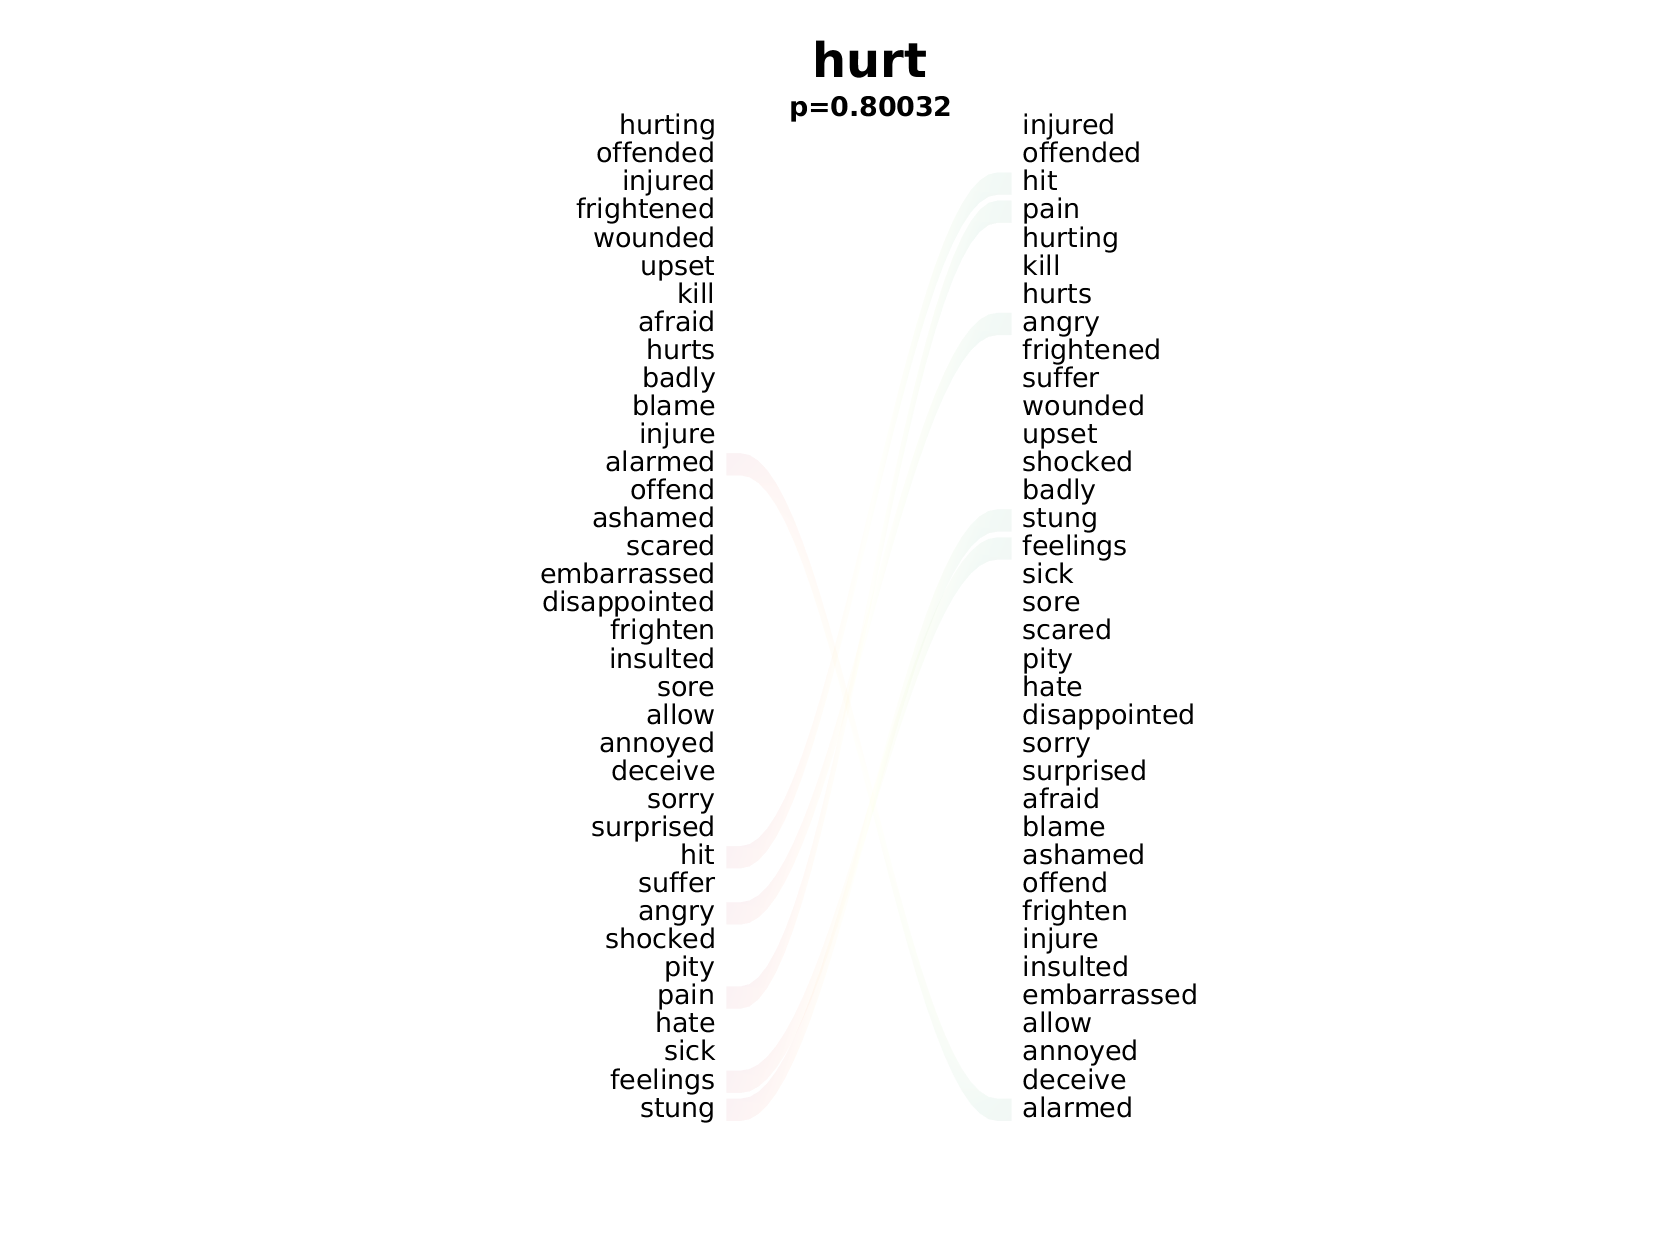 hurt
p=0.80032
hurting injured
offended offended
injured hit
frightened pain
wounded hurting
upset kill
kill hurts
afraid angry
hurts frightened
badly suffer
blame wounded
injure upset
alarmed shocked
offend badly
ashamed stung
scared feelings
embarrassed sick
disappointed sore
frighten scared
insulted pity
sore hate
allow disappointed
annoyed sorry
deceive surprised
sorry afraid
surprised blame
hit ashamed
suffer offend
angry frighten
shocked injure
pity insulted
pain embarrassed
hate allow
sick annoyed
feelings deceive
stung alarmed